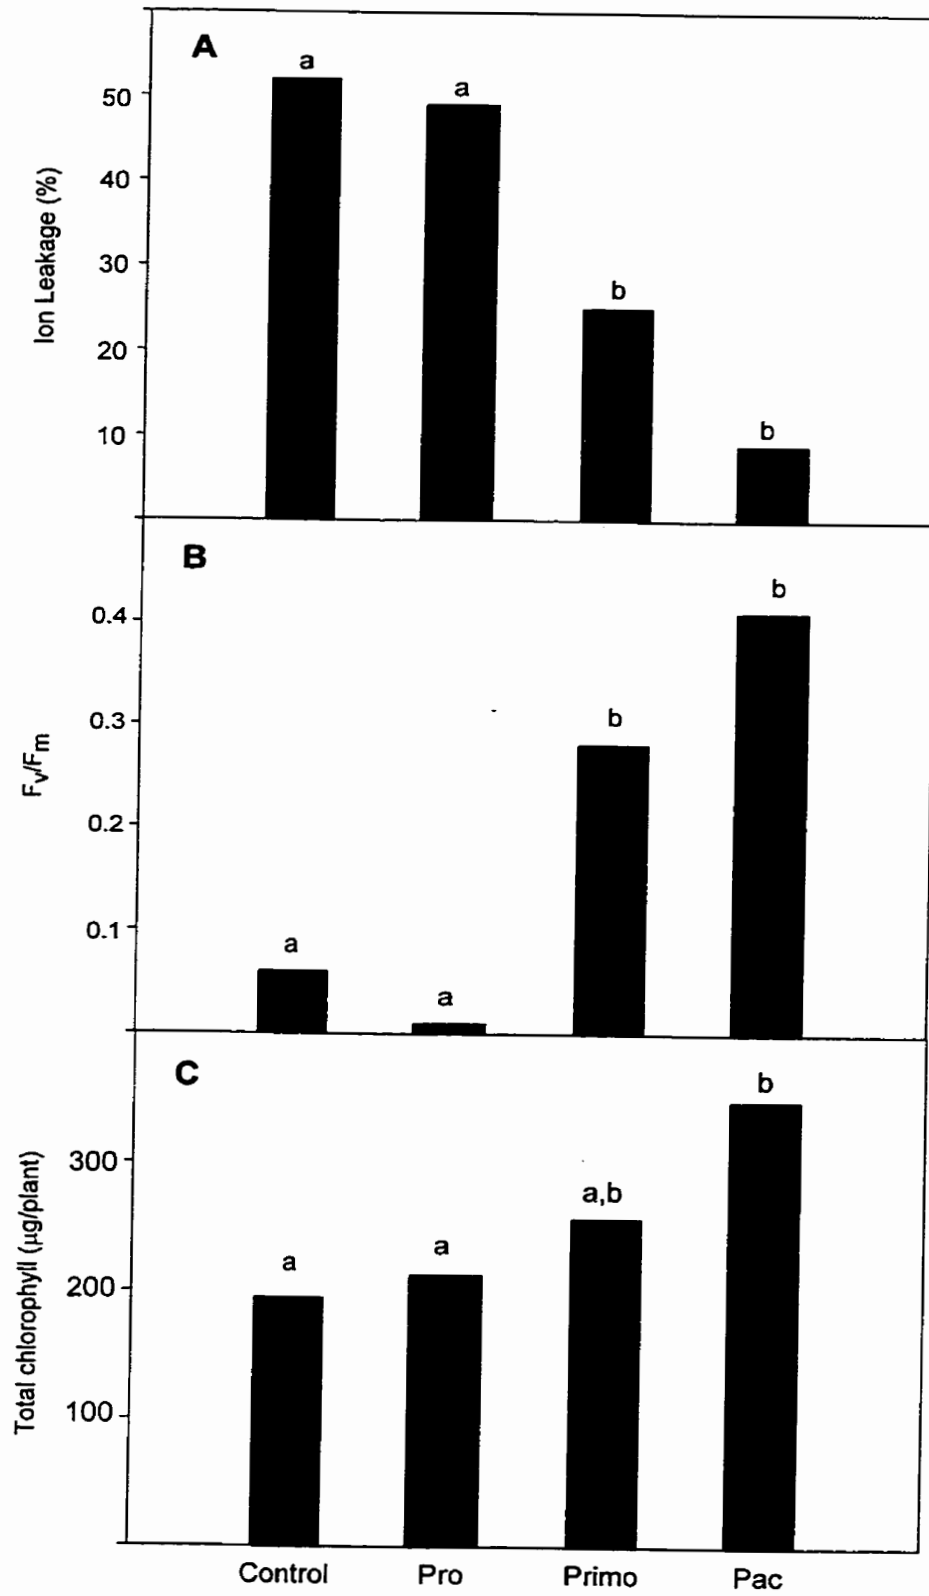 A
a
a
50
40
Ion Leakage (%)
30
b
20
b
10
B
b
0.4
b
0.3
Fv/Fm
0.2
0.1
a
a
C
b
300
a,b
Total chlorophyll (µg/plant)
a
a
200
100
Control Pro Primo Pac